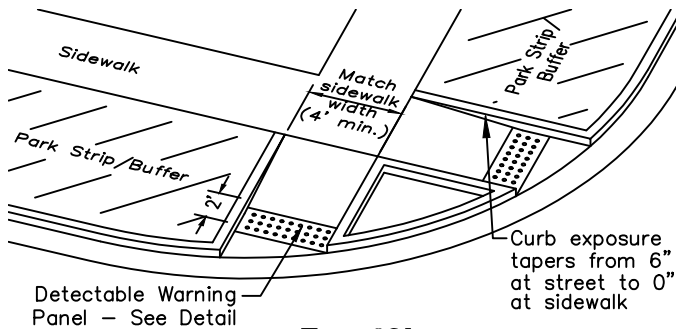 Sidewalk
Match
sidewalk
width
(4' min.)
Park Strip/
Buffer
Park Strip/Buffer
2'
Curb exposure
tapers from 6"
at street to 0"
at sidewalk
Detectable Warning
Panel – See Detail